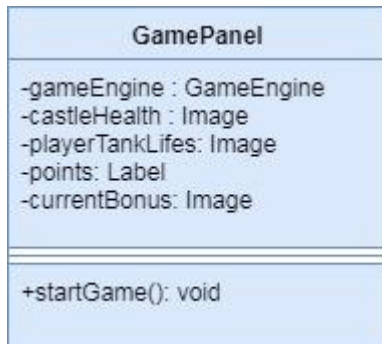 GamePanel
-gameEngine : GameEngine
-castleHealth : Image
-playerTankLifes: Image
-points: Label
-currentBonus: Image
+startGame(): void